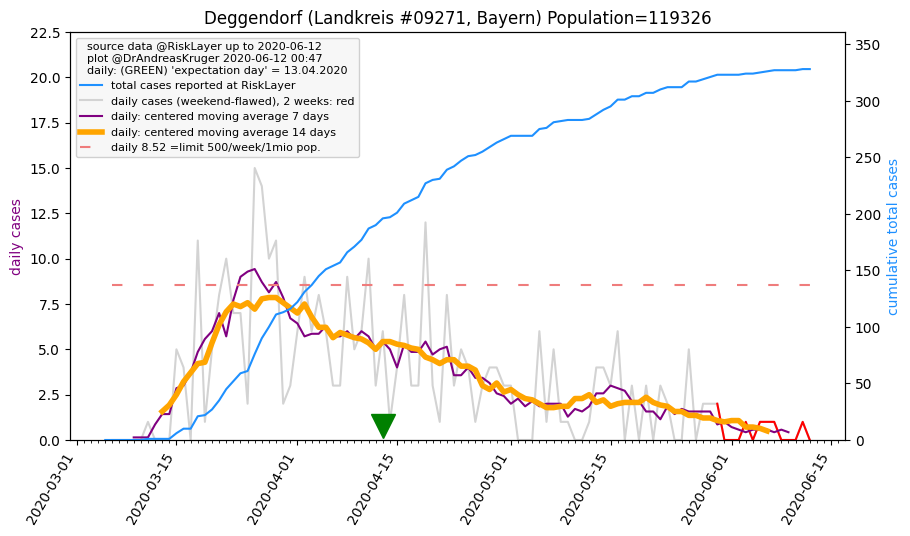 Deggendorf (Landkreis #09271, Bayern) Population=119326
source data @RiskLayer up to 2020-06-12
plot @DrAndreasKruger 2020-06-12 00:47
daily: (GREEN) 'expectation day' = 13.04.2020
total cases reported at RiskLayer
daily cases (weekend-flawed), 2 weeks: red
daily: centered moving average 7 days
daily: centered moving average 14 days
daily 8.52 =limit 500/week/1mio pop.
daily cases
22.5
20.0
17.5
15.0
12.5
10.0
7.5
5.0
2.5
0.0
350
300
250
200
150
100
50
0
cumulative total cases
2020-03-01
2020-03-15
2020-04-01
2020-04-15
2020-05-01
2020-05-15
2020-06-01
2020-06-15